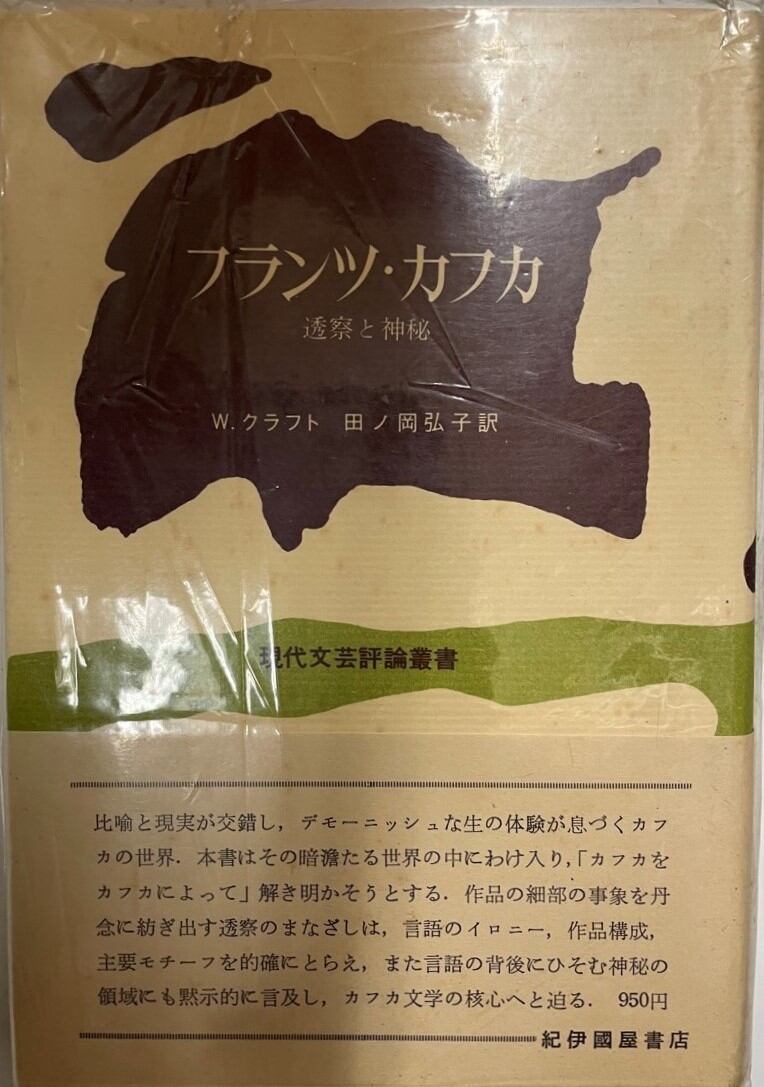 フランツ・カフカ
透察と神秘
W.クラフト 田ノ岡弘子訳
現代文芸評論叢書
比喩と現実が交錯し，デモーニッシュな生の体験が息づくカフ
カの世界．本書はその暗澹たる世界の中にわけ入り，「カフカを
カフカによって」解き明かそうとする．作品の細部の事象を丹
念に紡ぎ出す透察のまなざしは，言語のイロニー，作品構成，
主要モチーフを的確にとらえ，また言語の背後にひそむ神秘の
領域にも黙示的に言及し，カフカ文学の核心へと迫る． 950円
紀伊國屋書店